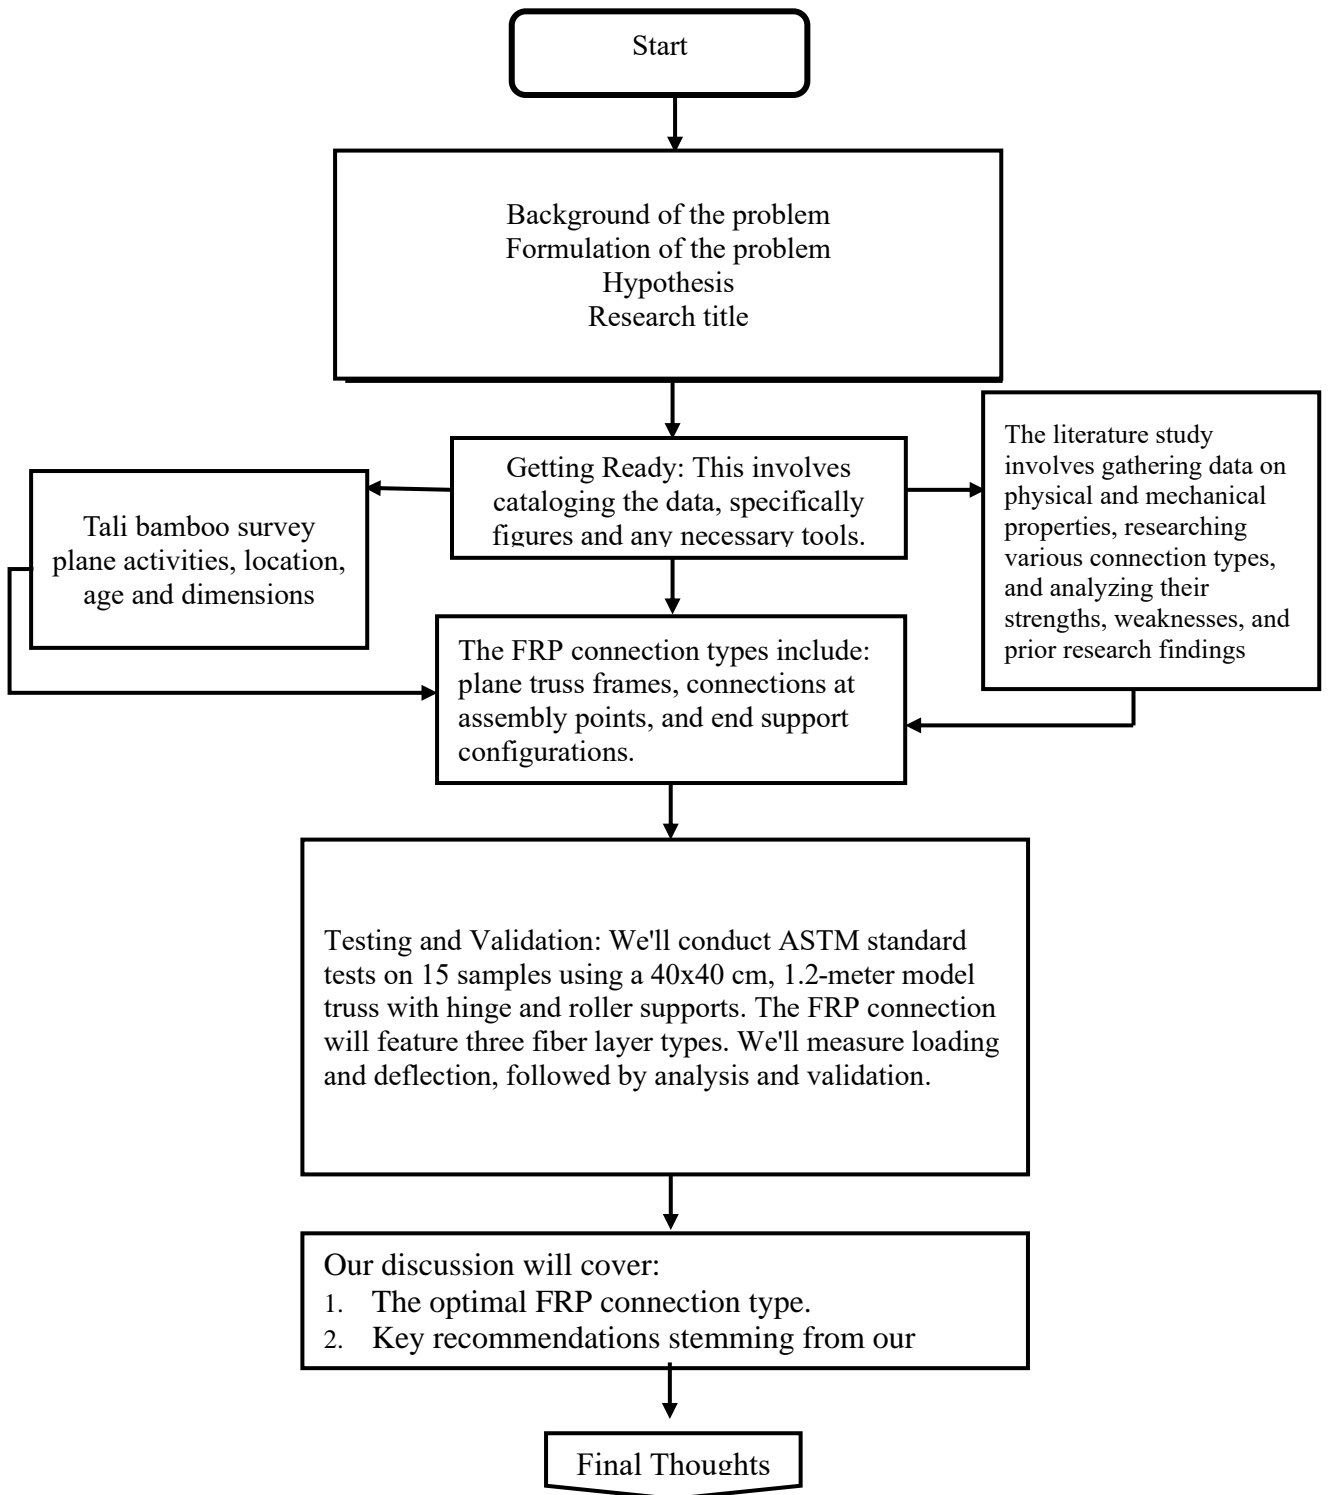 Start
Background of the problem
Formulation of the problem
Hypothesis
Research title
Getting Ready: This involves
cataloging the data, specifically
figures and any necessary tools.
The literature study
involves gathering data on
physical and mechanical
properties, researching
various connection types,
and analyzing their
strengths, weaknesses, and
prior research findings
Tali bamboo survey
plane activities, location,
age and dimensions
The FRP connection types include:
plane truss frames, connections at
assembly points, and end support
configurations.
Testing and Validation: We'll conduct ASTM standard
tests on 15 samples using a 40x40 cm, 1.2-meter model
truss with hinge and roller supports. The FRP connection
will feature three fiber layer types. We'll measure loading
and deflection, followed by analysis and validation.
Our discussion will cover:
1. The optimal FRP connection type.
2. Key recommendations stemming from our
Final Thoughts